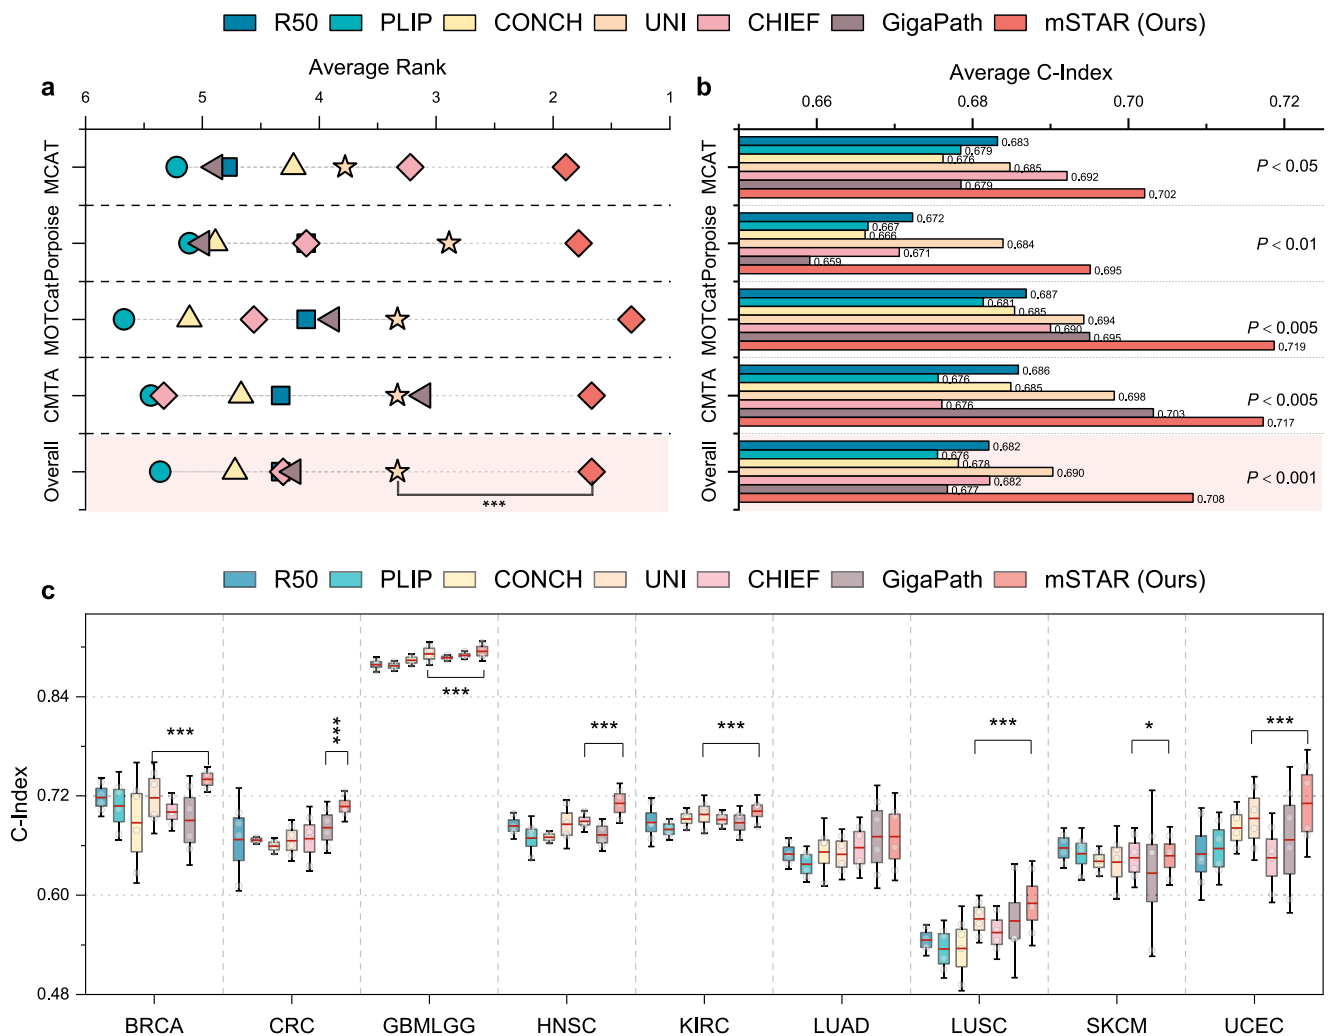 R50 PLIP CONCH UNI CHIEF GigaPath mSTAR (Ours)
a
Average Rank
6 5 4 3 2 1
MCAT
Porpoise
MOTCat
CMTA
Overall
***
b
Average C-Index
0.66 0.68 0.70 0.72
MCAT
0.683
0.679
0.676
0.685
0.692
0.679
0.702
P < 0.05
Porpoise
0.672
0.667
0.666
0.684
0.671
0.659
0.695
P < 0.01
MOTCat
0.687
0.681
0.685
0.694
0.690
0.695
0.719
P < 0.005
CMTA
0.686
0.676
0.685
0.698
0.676
0.703
0.717
P < 0.005
Overall
0.682
0.676
0.678
0.690
0.682
0.677
0.708
P < 0.001
c
R50 PLIP CONCH UNI CHIEF GigaPath mSTAR (Ours)
C-Index
0.84
0.72
0.60
0.48
*** *** *** *** *** *** * ***
BRCA CRC GBMLGG HNSC KIRC LUAD LUSC SKCM UCEC